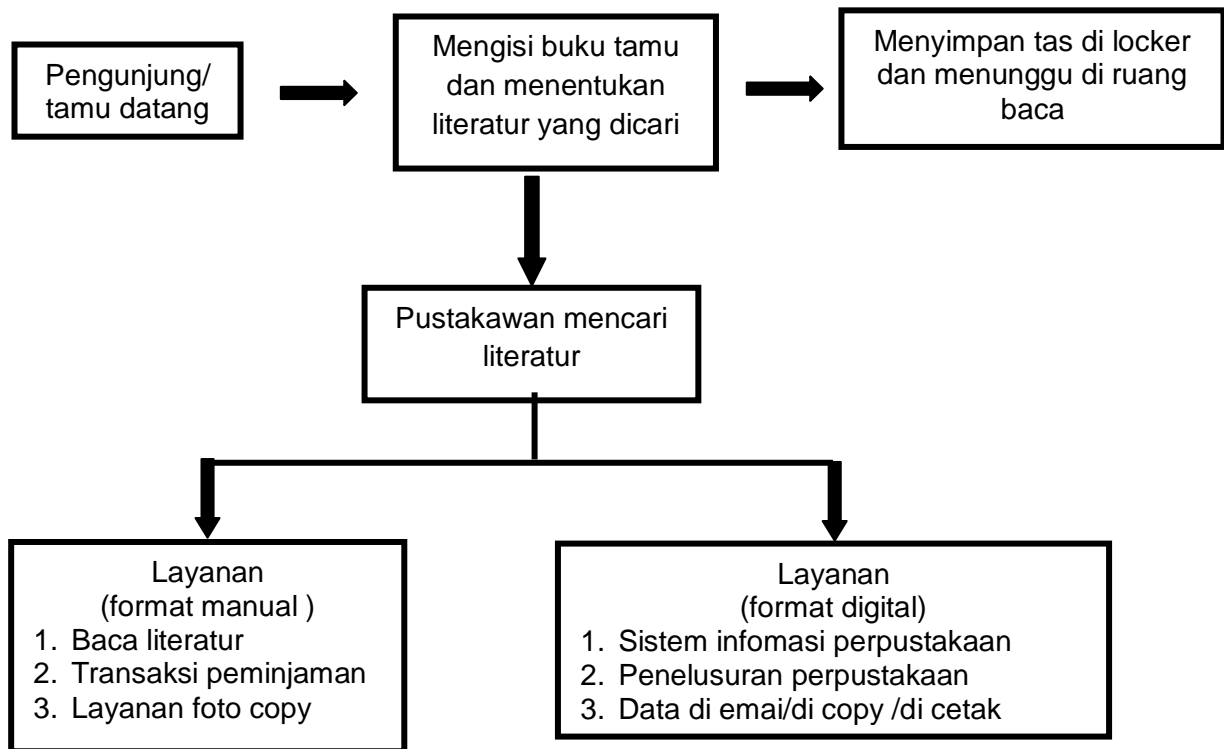 Pengunjung/
tamu datang
Mengisi buku tamu
dan menentukan
literatur yang dicari
Menyimpan tas di locker
dan menunggu di ruang
baca
Pustakawan mencari
literatur
Layanan
(format manual )
1. Baca literatur
2. Transaksi peminjaman
3. Layanan foto copy
Layanan
(format digital)
1. Sistem infomasi perpustakaan
2. Penelusuran perpustakaan
3. Data di emai/di copy /di cetak